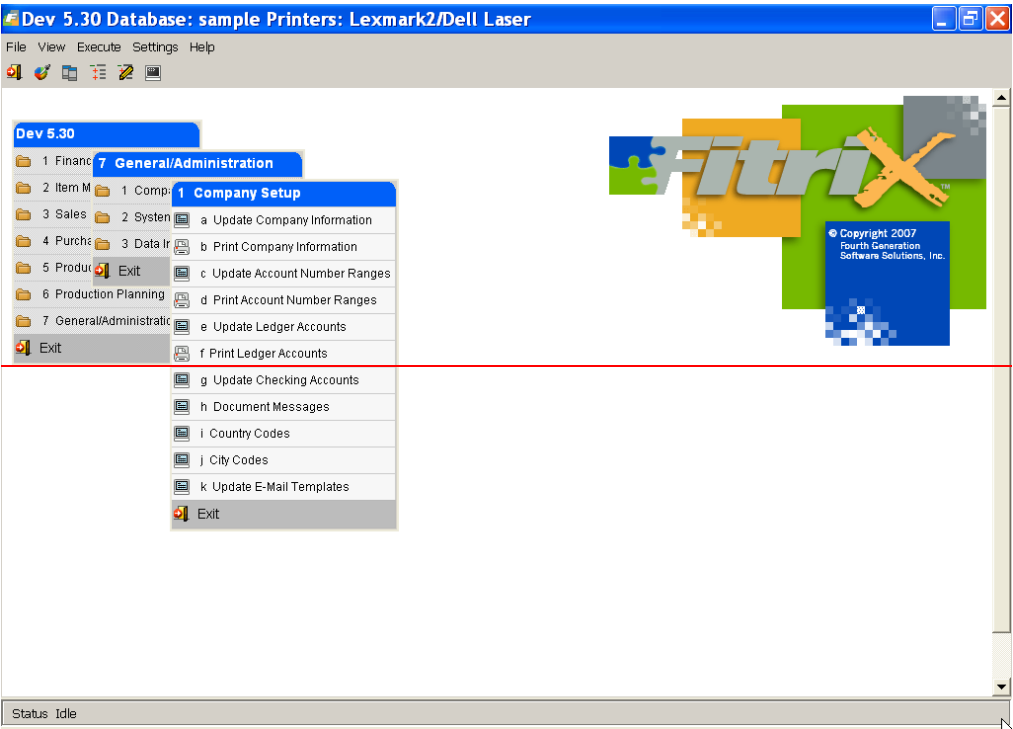 Dev 5.30 Database: sample Printers: Lexmark2/Dell Laser
File View Execute Settings Help
Dev 5.30
1 Financ
2 Item M
3 Sales
4 Purcha
5 Produc
6 Production Planning
7 General/Administratic
Exit
7 General/Administration
1 Compa
2 System
3 Data Im
Exit
1 Company Setup
a Update Company Information
b Print Company Information
c Update Account Number Ranges
d Print Account Number Ranges
e Update Ledger Accounts
f Print Ledger Accounts
g Update Checking Accounts
h Document Messages
i Country Codes
j City Codes
k Update E-Mail Templates
Exit
Fitrix
TM
© Copyright 2007
Fourth Generation
Software Solutions, Inc.
Status Idle